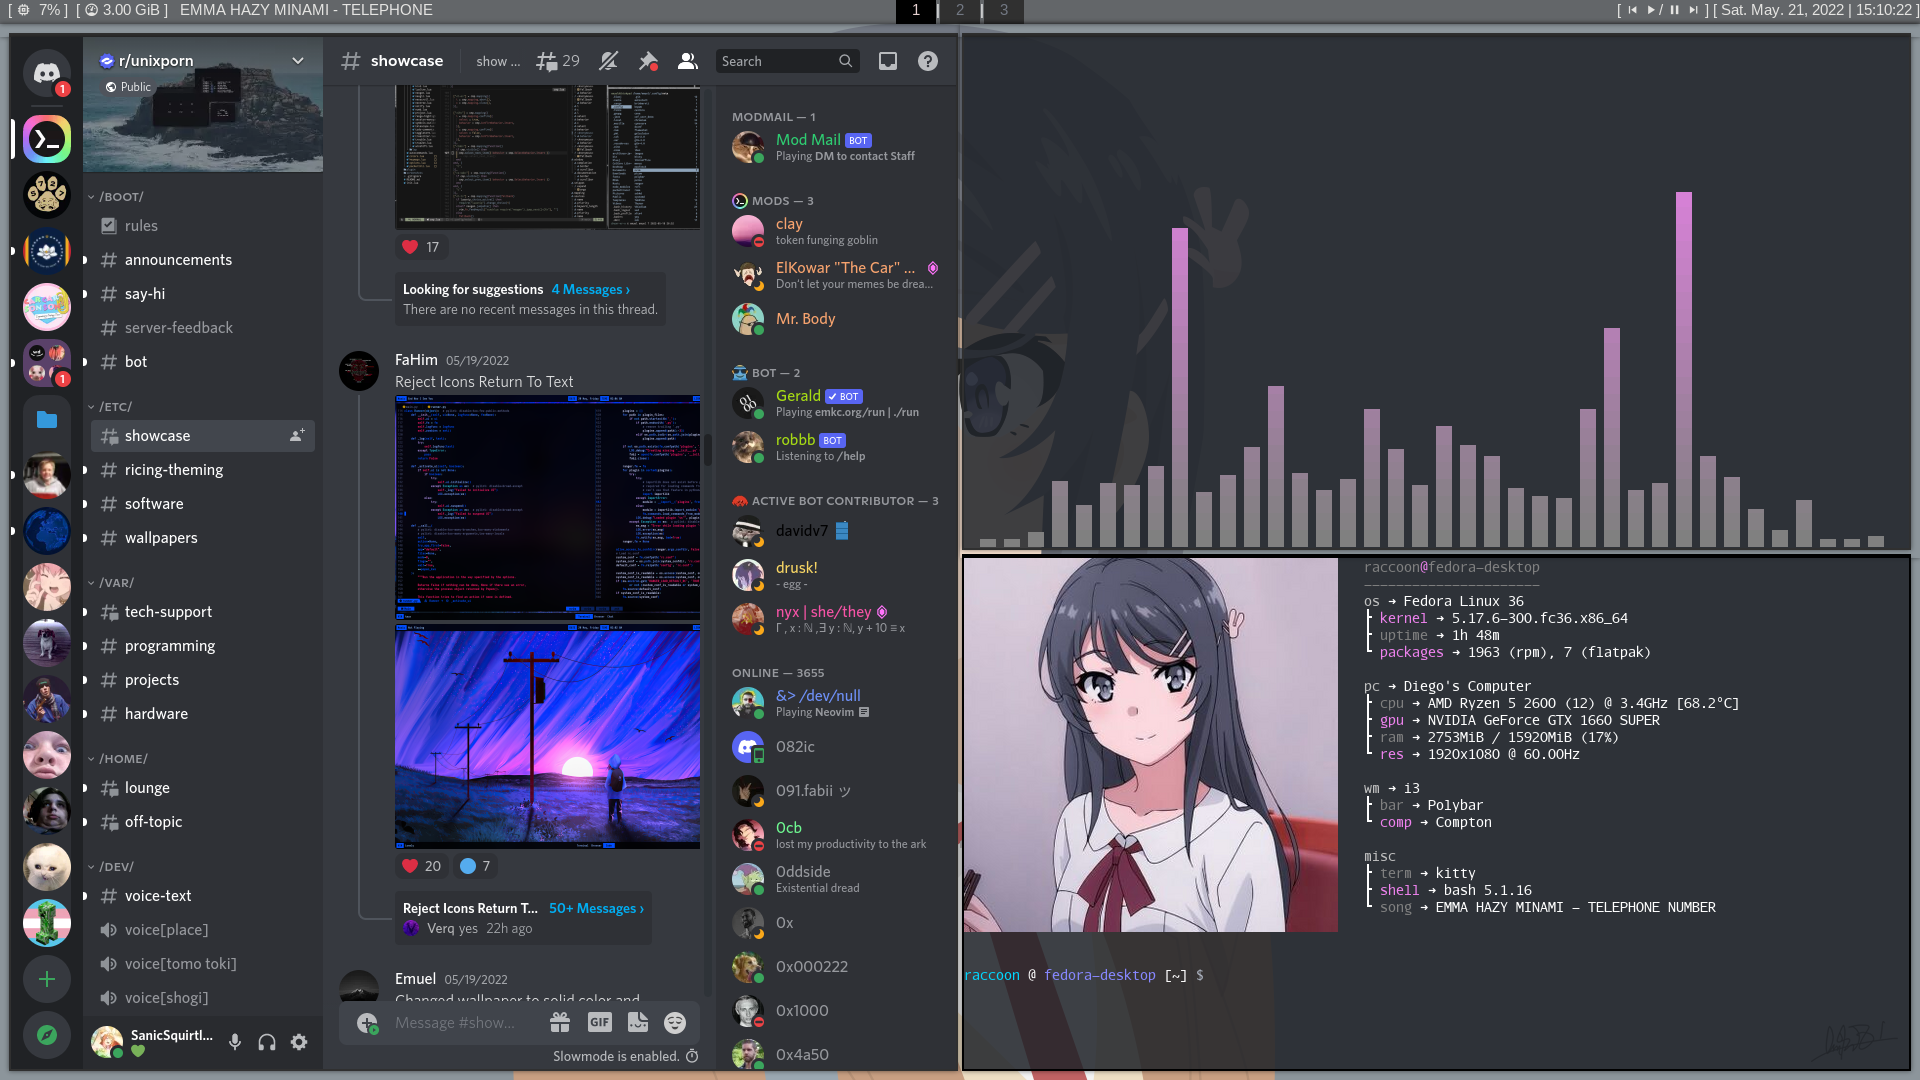 [ 7% ] [ 3.00 GiB ] EMMA HAZY MINAMI - TELEPHONE
1 | 2 | 3
[ / ] [ Sat. May. 21, 2022 | 15:10:22 ]
r/unixporn
Public
/BOOT/
rules
announcements
say-hi
server-feedback
bot
/ETC/
showcase
ricing-theming
software
wallpapers
/VAR/
tech-support
programming
projects
hardware
/HOME/
lounge
off-topic
/DEV/
voice-text
voice[place]
voice[tomo toki]
voice[shogi]
SanicSquirtl...
1
1
showcase
show ...
29
Search
17
Looking for suggestions 4 Messages ›
There are no recent messages in this thread.
FaHim 05/19/2022
Reject Icons Return To Text
20
7
Reject Icons Return T... 50+ Messages ›
Verq yes 22h ago
Emuel 05/19/2022
Changed wallpaper to solid color and
Message #show...
GIF
Slowmode is enabled.
MODMAIL — 1
Mod Mail BOT
Playing DM to contact Staff
MODS — 3
clay
token funging goblin
ElKowar "The Car" ...
Don't let your memes be drea...
Mr. Body
BOT — 2
Gerald BOT
Playing emkc.org/run | ./run
robbb BOT
Listening to /help
ACTIVE BOT CONTRIBUTOR — 3
davidv7
drusk!
- egg -
nyx | she/they
Γ , x : ℕ ,∃ y : ℕ, y + 10 ≡ x
ONLINE — 3655
&> /dev/null
Playing Neovim
082ic
091.fabii ッ
0cb
lost my productivity to the ark
0ddside
Existential dread
0x
0x000222
0x1000
0x4a50
raccoon@fedora-desktop
os → Fedora Linux 36
kernel → 5.17.6-300.fc36.x86_64
uptime → 1h 48m
packages → 1963 (rpm), 7 (flatpak)
pc → Diego's Computer
cpu → AMD Ryzen 5 2600 (12) @ 3.4GHz [68.2°C]
gpu → NVIDIA GeForce GTX 1660 SUPER
ram → 2753MiB / 15920MiB (17%)
res → 1920x1080 @ 60.00Hz
wm → i3
bar → Polybar
comp → Compton
misc
term → kitty
shell → bash 5.1.16
song → EMMA HAZY MINAMI - TELEPHONE NUMBER
raccoon @ fedora-desktop [~] $